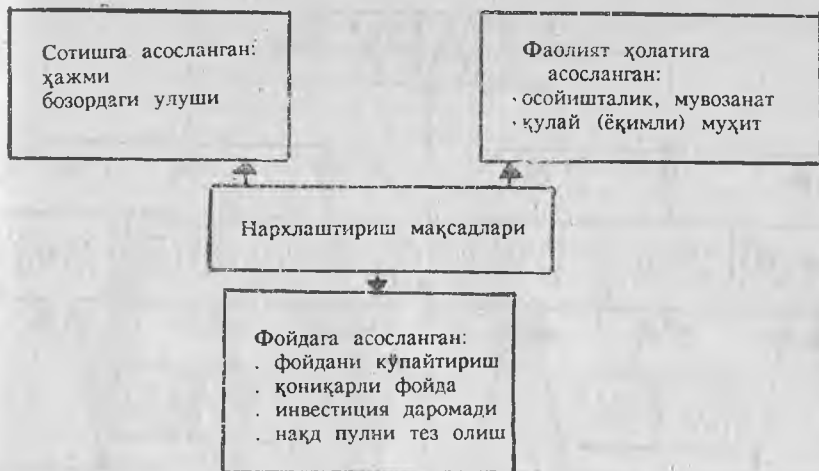 Сотишга асосланган:
ҳажми
бозордаги улуши
Фаолият ҳолатига
асосланган:
· осойишталик, мувозанат
· қулай (ёқимли) муҳит
Нархлаштириш мақсадлари
Фойдага асосланган:
. фойдани кўпайтириш
. қониқарли фойда
. инвестиция даромади
. нақд пулни тез олиш